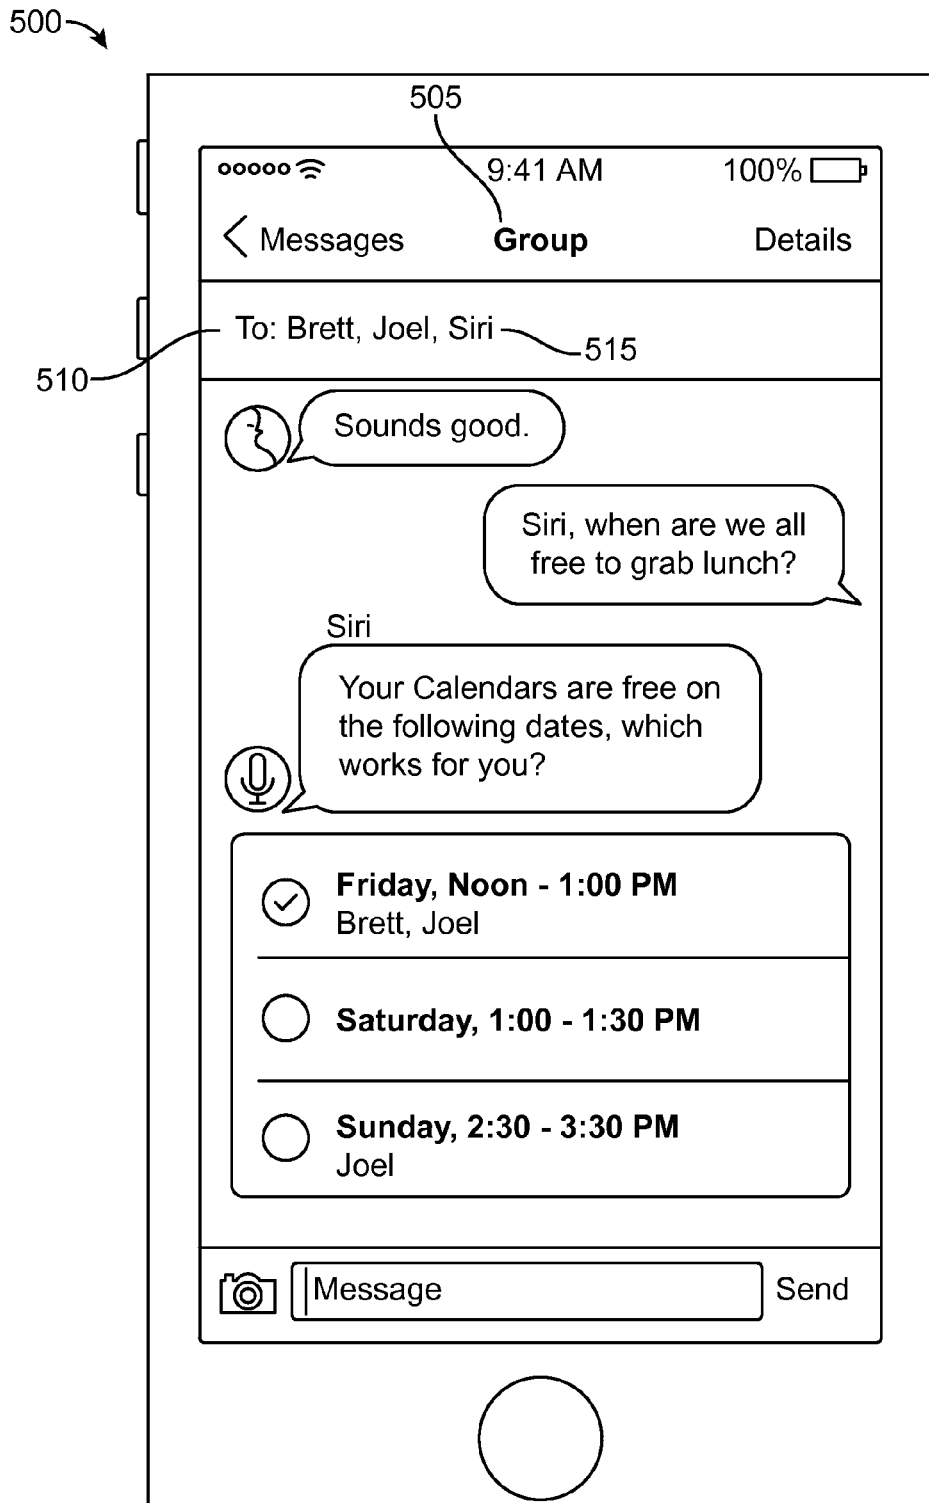 500
505
9:41 AM 100%
Messages Group Details
To: Brett, Joel, Siri
515
510
Sounds good.
Siri, when are we all
free to grab lunch?
Siri
Your Calendars are free on
the following dates, which
works for you?
Friday, Noon - 1:00 PM
Brett, Joel
Saturday, 1:00 - 1:30 PM
Sunday, 2:30 - 3:30 PM
Joel
Message Send